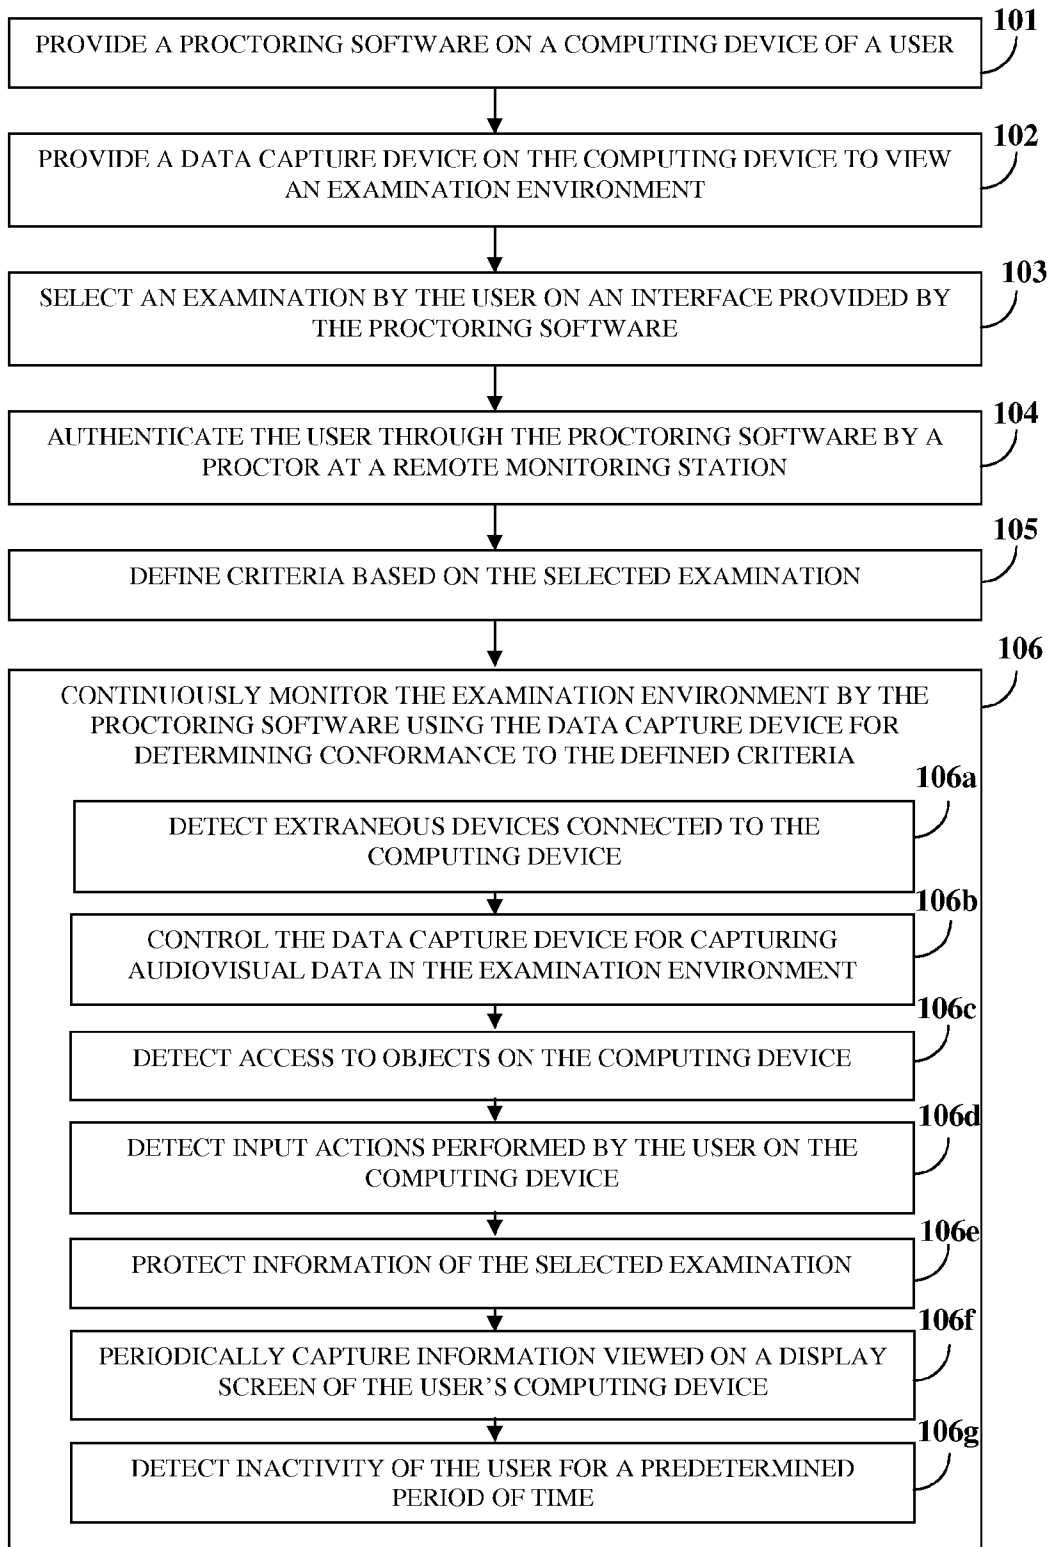 101
PROVIDE A PROCTORING SOFTWARE ON A COMPUTING DEVICE OF A USER
102
PROVIDE A DATA CAPTURE DEVICE ON THE COMPUTING DEVICE TO VIEW
AN EXAMINATION ENVIRONMENT
103
SELECT AN EXAMINATION BY THE USER ON AN INTERFACE PROVIDED BY
THE PROCTORING SOFTWARE
104
AUTHENTICATE THE USER THROUGH THE PROCTORING SOFTWARE BY A
PROCTOR AT A REMOTE MONITORING STATION
105
DEFINE CRITERIA BASED ON THE SELECTED EXAMINATION
106
CONTINUOUSLY MONITOR THE EXAMINATION ENVIRONMENT BY THE
PROCTORING SOFTWARE USING THE DATA CAPTURE DEVICE FOR
DETERMINING CONFORMANCE TO THE DEFINED CRITERIA
106a
DETECT EXTRANEOUS DEVICES CONNECTED TO THE
COMPUTING DEVICE
106b
CONTROL THE DATA CAPTURE DEVICE FOR CAPTURING
AUDIOVISUAL DATA IN THE EXAMINATION ENVIRONMENT
106c
DETECT ACCESS TO OBJECTS ON THE COMPUTING DEVICE
106d
DETECT INPUT ACTIONS PERFORMED BY THE USER ON THE
COMPUTING DEVICE
106e
PROTECT INFORMATION OF THE SELECTED EXAMINATION
106f
PERIODICALLY CAPTURE INFORMATION VIEWED ON A DISPLAY
SCREEN OF THE USER'S COMPUTING DEVICE
106g
DETECT INACTIVITY OF THE USER FOR A PREDETERMINED
PERIOD OF TIME